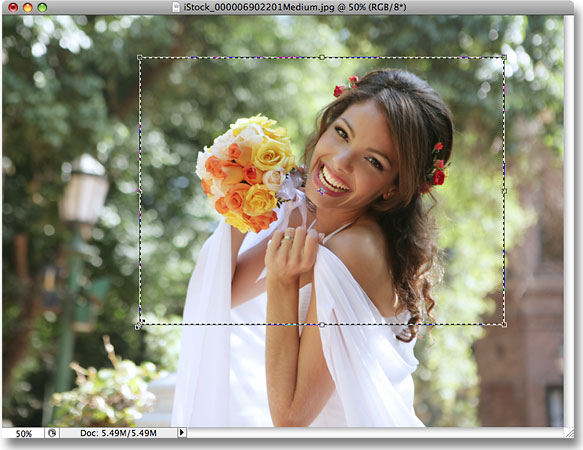 iStock_000006902201Medium.jpg @ 50% (RGB/8*)
50% Doc: 5.49M/5.49M